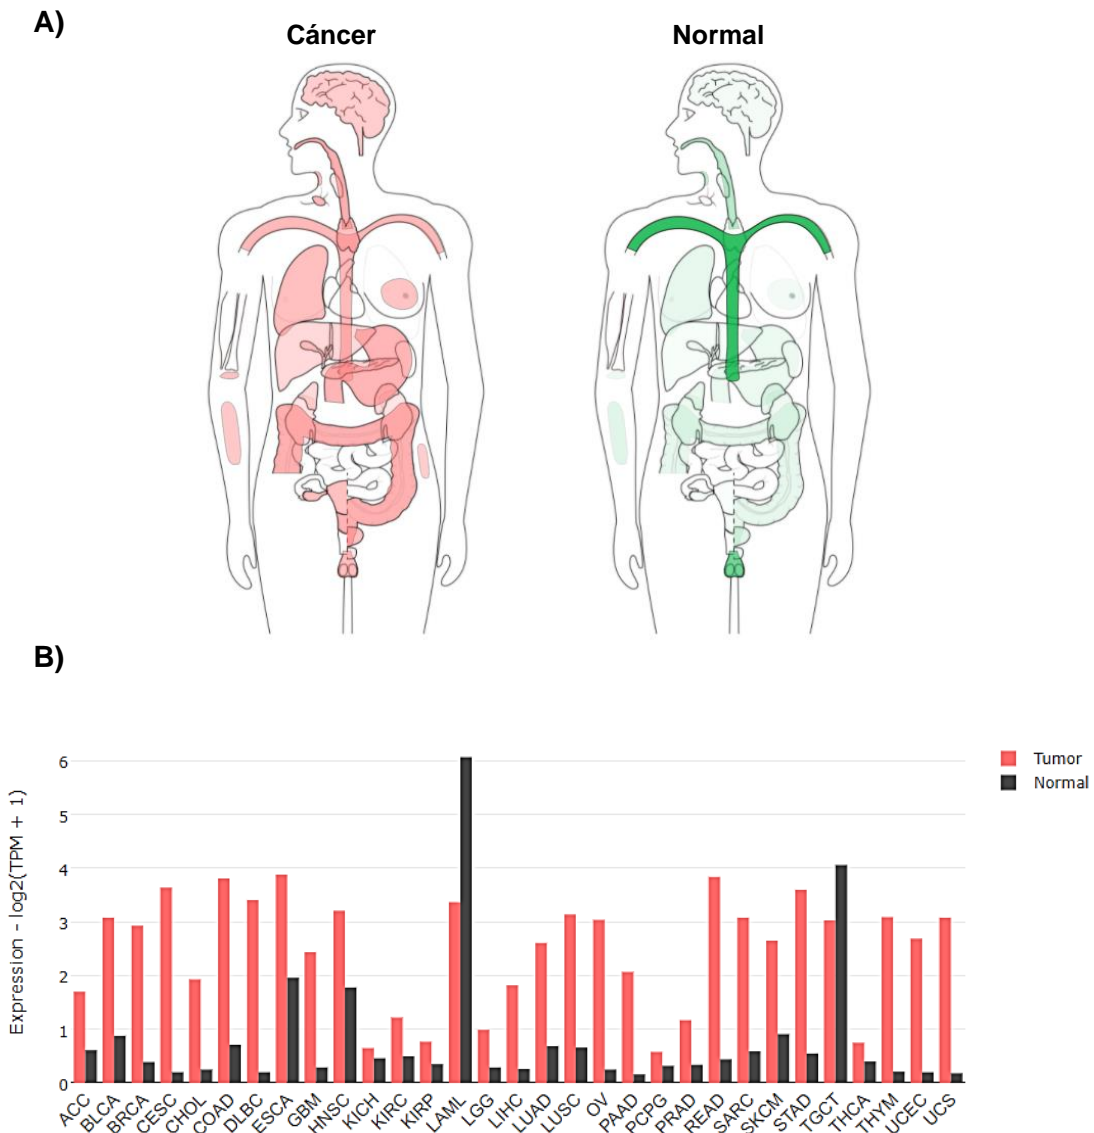 A)
Cáncer Normal
B)
Expression - log2(TPM + 1)
6
5
4
3
2
1
0
Tumor
Normal
ACC BLCA BRCA CESC CHOL COAD DLBC ESCA GBM HNSC KICH KIRC KIRP LAML LGG LIHC LUAD LUSC OV PAAD PCPG PRAD READ SARC SKCM STAD TGCT THCA THYM UCEC UCS